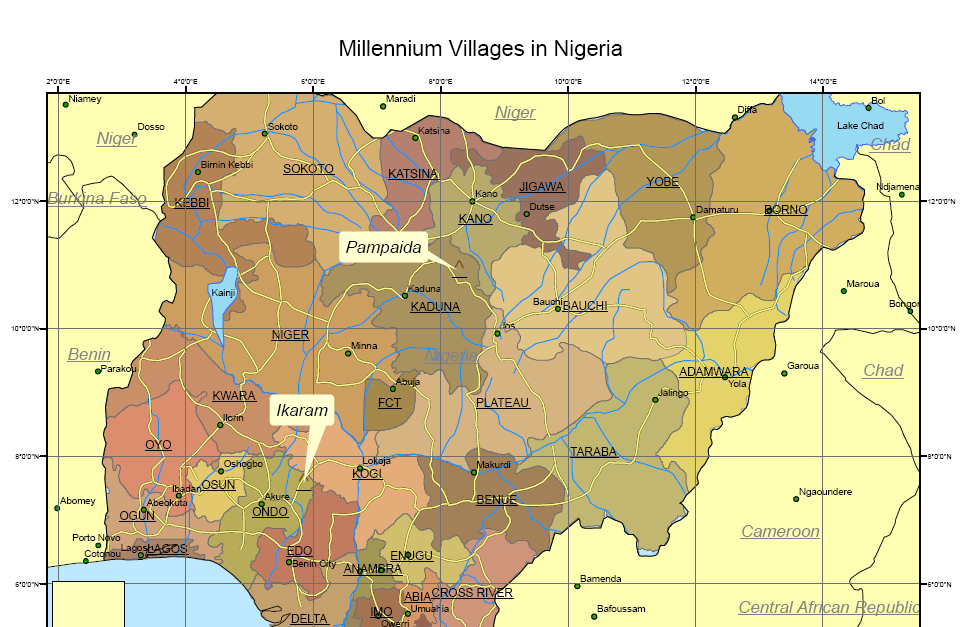 Millennium Villages in Nigeria
2°0'0"E 4°0'0"E 6°0'0"E 8°0'0"E 10°0'0"E 12°0'0"E 14°0'0"E
Niamey
Maradi
Bol
Diffa
Niger
Dosso
Niger
Sokoto
Katsina
Lake Chad
Chad
Birnin Kebbi
SOKOTO
KATSINA
JIGAWA
YOBE
Ndjamena
Burkina Faso
KEBBI
Kano
12°0'0"N
12°0'0"N
KANO
Dutse
Damaturu
BORNO
Pampaida
Kainji
Kaduna
KADUNA
Bauchi
BAUCHI
Maroua
Bongor
10°0'0"N
10°0'0"N
NIGER
Jos
Benin
Minna
Nigeria
Parakou
Abuja
ADAMWARA
Yola
Garoua
Chad
KWARA
FCT
PLATEAU
Jalingo
Ikaram
Ilorin
OYO
TARABA
8°0'0"N
8°0'0"N
Oshogbo
Lokoja
KOGI
Makurdi
OSUN
Ibadan
Akure
BENUE
Ngaoundere
Abomey
Abeokuta
OGUN
ONDO
Cameroon
Porto Novo
Cotonou
Lagos
LAGOS
EDO
Benin City
ENUGU
ANAMBRA
6°0'0"N
6°0'0"N
Bamenda
ABIA
CROSS RIVER
Central African Republic
DELTA
IMO
Umuahia
Bafoussam
Owerri